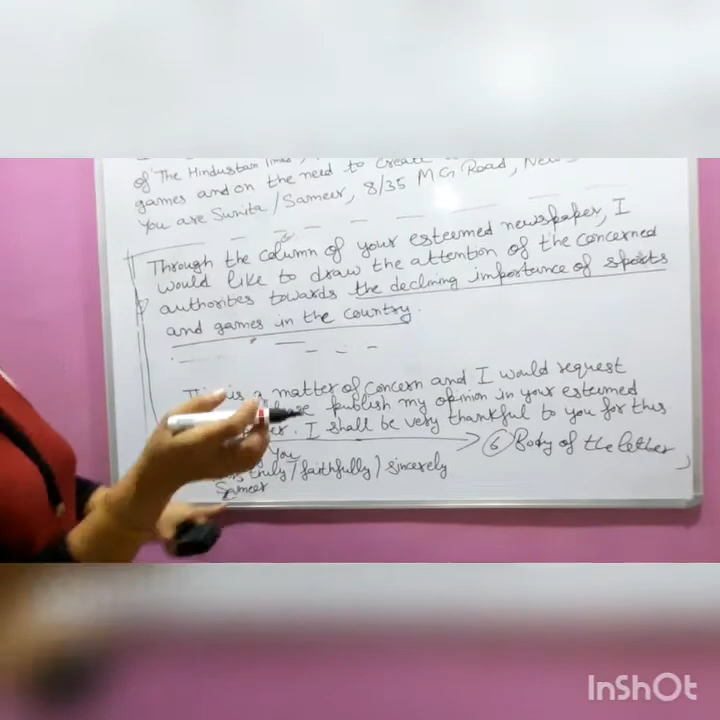 of The Hindustan Times,
games and on the need to create
You are Sunita / Sameer, 8/35 MG Road, New
Through the column of your esteemed newspaper, I
would like to draw the attention of the concerned
authorites towards the declining importance of sports
and games in the country.
is a matter of concern and I would request
publish my opinion in your esteemed
I shall be very thankful to you for this
6 Body of the letter
You
truly / faithfully / sincerely
Sameer
InShOt